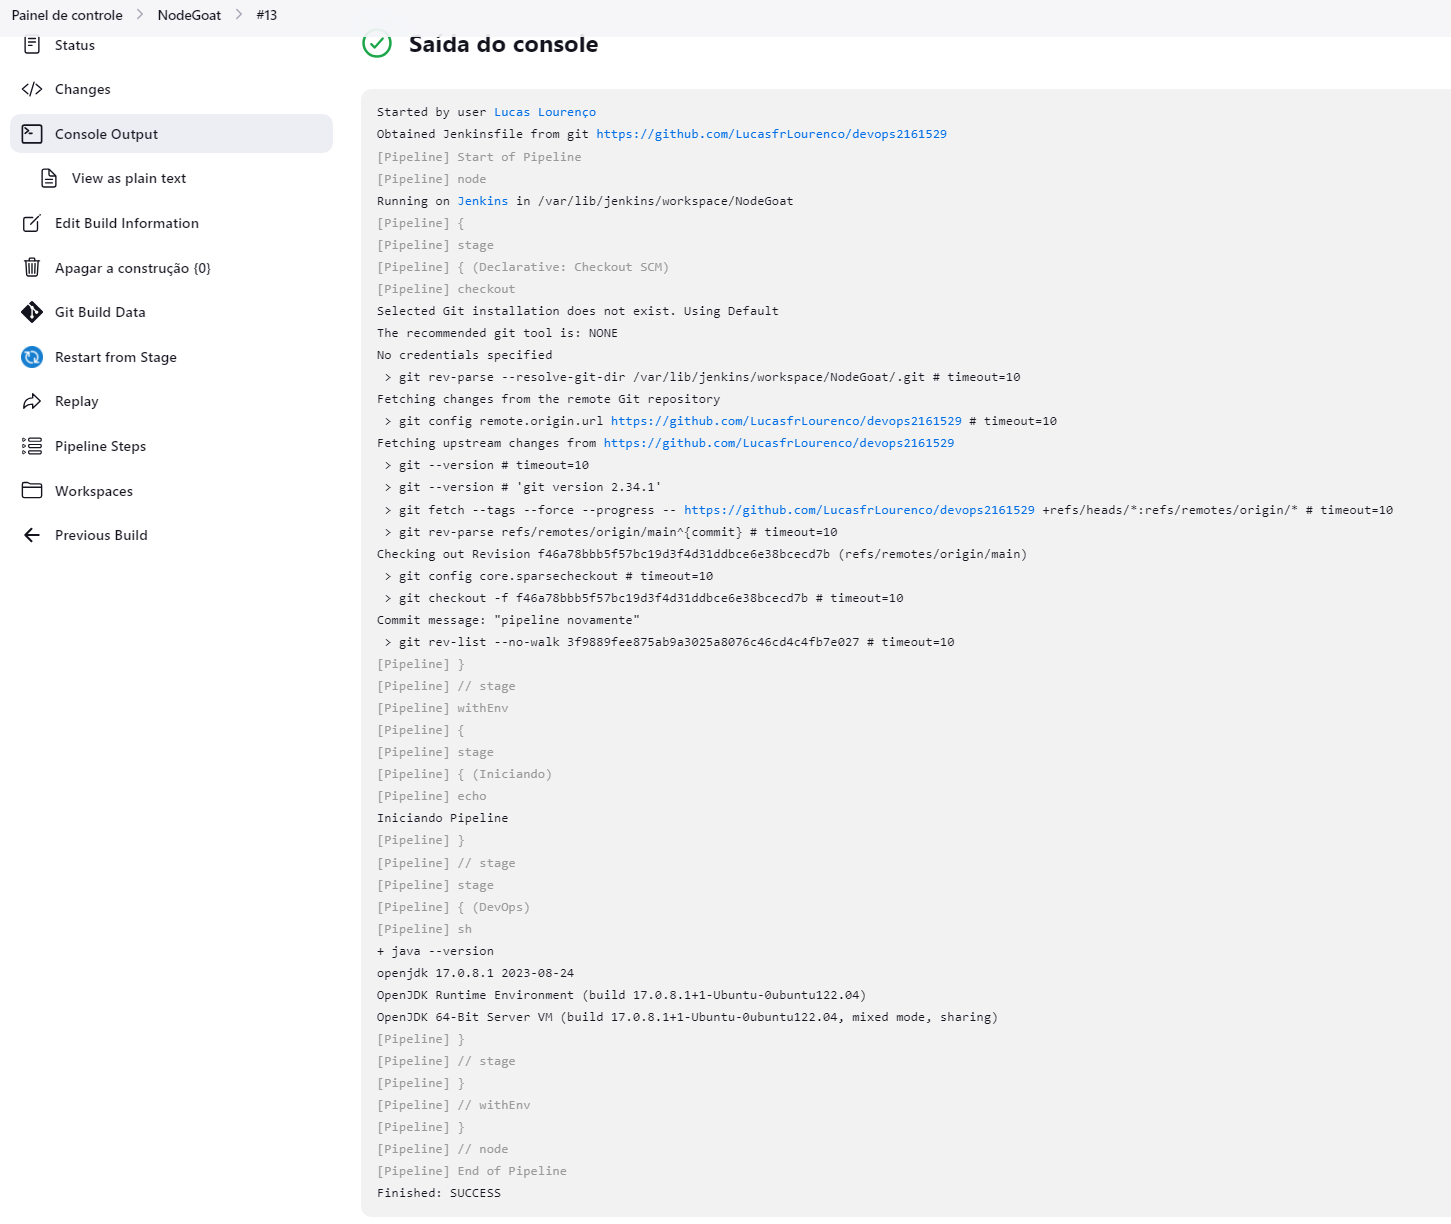 Painel de controle > NodeGoat > #13
Status
Changes
Console Output
View as plain text
Edit Build Information
Apagar a construção {0}
Git Build Data
Restart from Stage
Replay
Pipeline Steps
Workspaces
Previous Build
Saída do console
Started by user Lucas Lourenço
Obtained Jenkinsfile from git https://github.com/LucasfrLourenco/devops2161529
[Pipeline] Start of Pipeline
[Pipeline] node
Running on Jenkins in /var/lib/jenkins/workspace/NodeGoat
[Pipeline] {
[Pipeline] stage
[Pipeline] { (Declarative: Checkout SCM)
[Pipeline] checkout
Selected Git installation does not exist. Using Default
The recommended git tool is: NONE
No credentials specified
> git rev-parse --resolve-git-dir /var/lib/jenkins/workspace/NodeGoat/.git # timeout=10
Fetching changes from the remote Git repository
> git config remote.origin.url https://github.com/LucasfrLourenco/devops2161529 # timeout=10
Fetching upstream changes from https://github.com/LucasfrLourenco/devops2161529
> git --version # timeout=10
> git --version # 'git version 2.34.1'
> git fetch --tags --force --progress -- https://github.com/LucasfrLourenco/devops2161529 +refs/heads/*:refs/remotes/origin/* # timeout=10
> git rev-parse refs/remotes/origin/main^{commit} # timeout=10
Checking out Revision f46a78bbb5f57bc19d3f4d31ddbce6e38bcecd7b (refs/remotes/origin/main)
> git config core.sparsecheckout # timeout=10
> git checkout -f f46a78bbb5f57bc19d3f4d31ddbce6e38bcecd7b # timeout=10
Commit message: "pipeline novamente"
> git rev-list --no-walk 3f9889fee875ab9a3025a8076c46cd4c4fb7e027 # timeout=10
[Pipeline] }
[Pipeline] // stage
[Pipeline] withEnv
[Pipeline] {
[Pipeline] stage
[Pipeline] { (Iniciando)
[Pipeline] echo
Iniciando Pipeline
[Pipeline] }
[Pipeline] // stage
[Pipeline] stage
[Pipeline] { (DevOps)
[Pipeline] sh
+ java --version
openjdk 17.0.8.1 2023-08-24
OpenJDK Runtime Environment (build 17.0.8.1+1-Ubuntu-0ubuntu122.04)
OpenJDK 64-Bit Server VM (build 17.0.8.1+1-Ubuntu-0ubuntu122.04, mixed mode, sharing)
[Pipeline] }
[Pipeline] // stage
[Pipeline] }
[Pipeline] // withEnv
[Pipeline] }
[Pipeline] // node
[Pipeline] End of Pipeline
Finished: SUCCESS